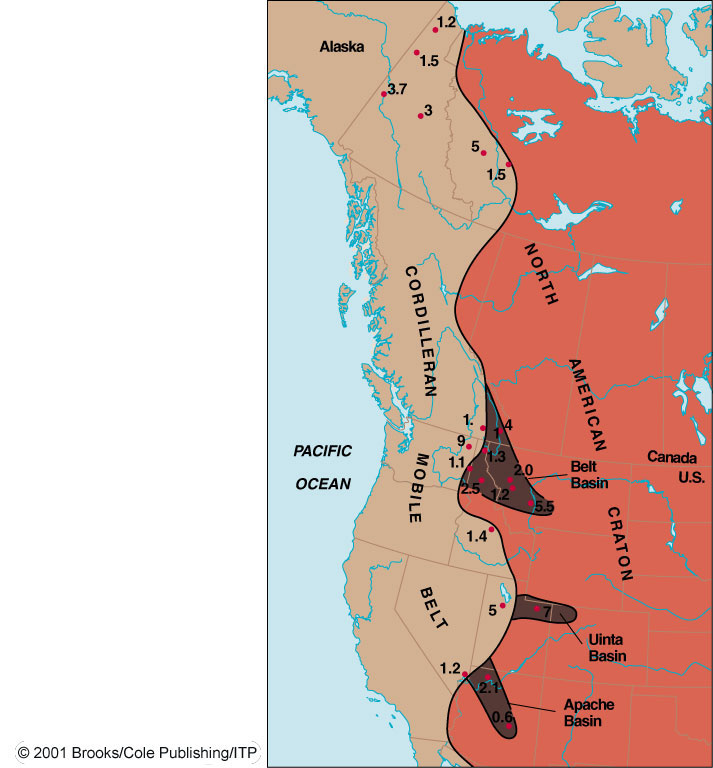 1.2
Alaska
1.5
3.7
3
5
1.5
NORTH
CORDILLERAN
AMERICAN
1.
1
4
9
1.3
PACIFIC
OCEAN
MOBILE
1.1
2.0
Belt
Basin
Canada
U.S.
2.5
1.2
5.5
CRATON
1.4
BELT
5
7
Uinta
Basin
1.2
2.1
0.6
Apache
Basin
© 2001 Brooks/Cole Publishing/ITP